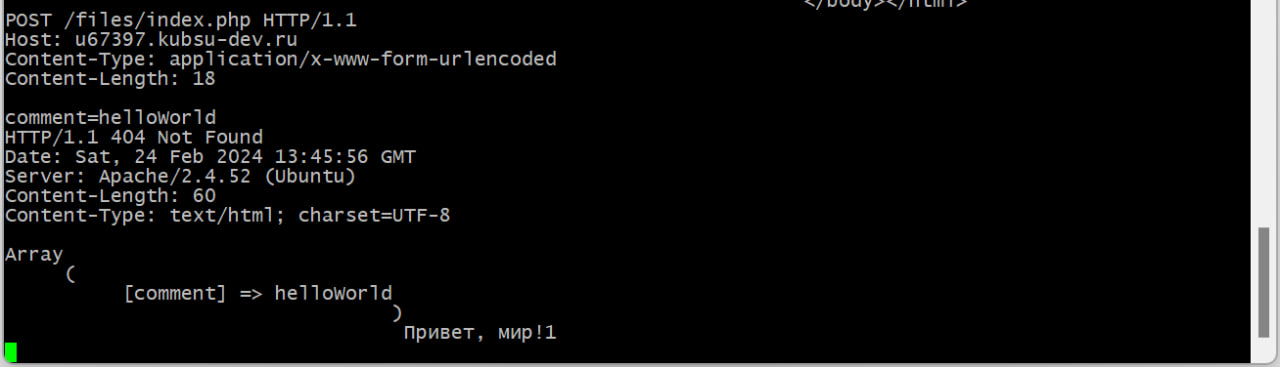 </body></html>
POST /files/index.php HTTP/1.1
Host: u67397.kubsu-dev.ru
Content-Type: application/x-www-form-urlencoded
Content-Length: 18
comment=helloWorld
HTTP/1.1 404 Not Found
Date: Sat, 24 Feb 2024 13:45:56 GMT
Server: Apache/2.4.52 (Ubuntu)
Content-Length: 60
Content-Type: text/html; charset=UTF-8
Array
(
[comment] => helloWorld
)
Привет, мир!1